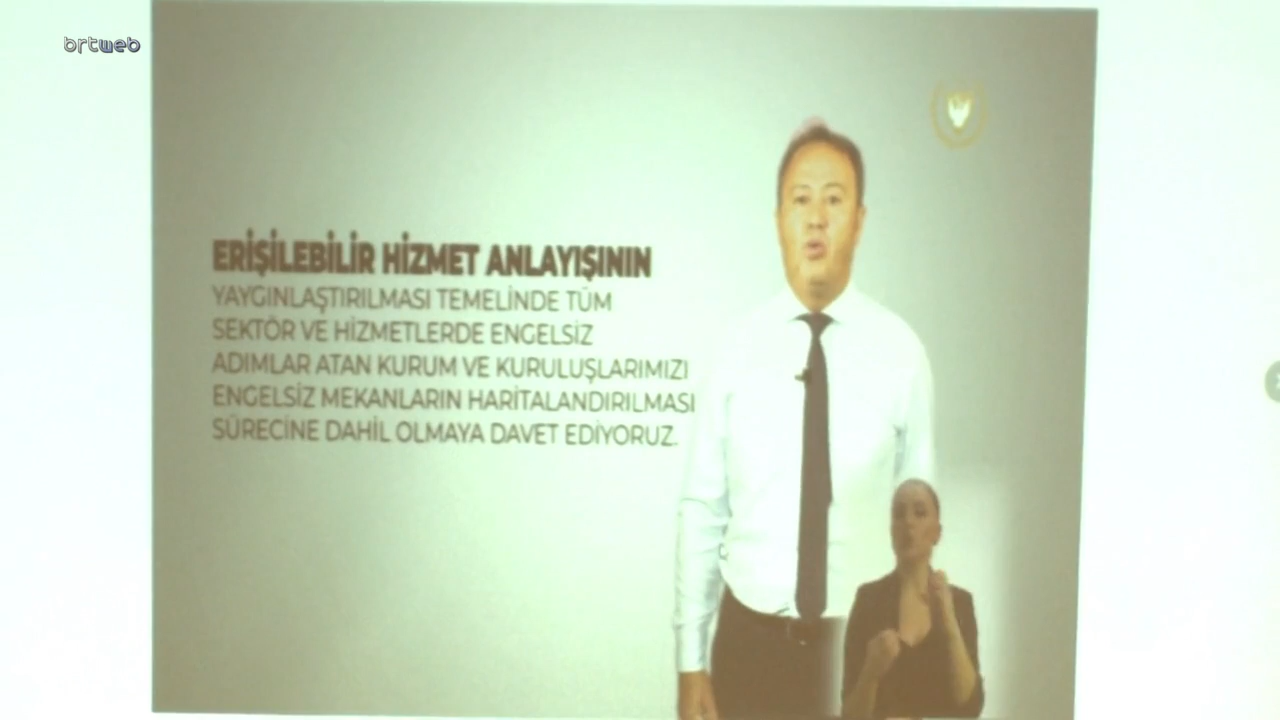 brtweb
ERİŞİLEBİLİR HİZMET ANLAYIŞININ
YAYGINLAŞTIRILMASI TEMELİNDE TÜM
SEKTÖR VE HİZMETLERDE ENGELSİZ
ADIMLAR ATAN KURUM VE KURULUŞLARIMIZI
ENGELSİZ MEKANLARIN HARİTALANDIRILMASI
SÜRECİNE DAHİL OLMAYA DAVET EDİYORUZ.